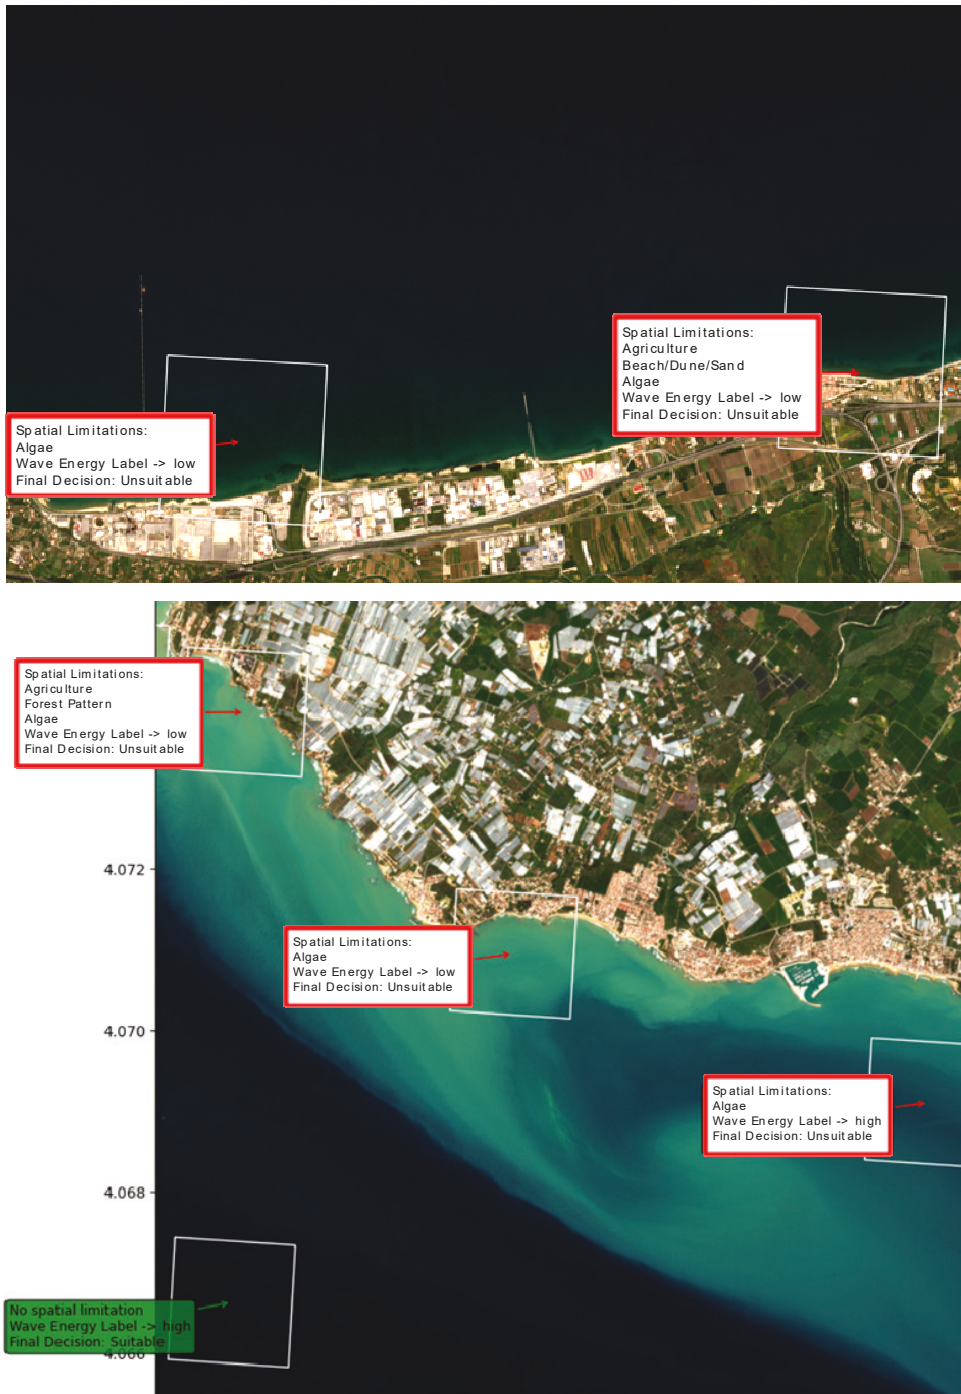 Spatial Limitations:
Agriculture
Beach/Dune/Sand
Algae
Wave Energy Label -> low
Final Decision: Unsuitable
Spatial Limitations:
Algae
Wave Energy Label -> low
Final Decision: Unsuitable
Spatial Limitations:
Agriculture
Forest Pattern
Algae
Wave Energy Label -> low
Final Decision: Unsuitable
4.072
Spatial Limitations:
Algae
Wave Energy Label -> low
Final Decision: Unsuitable
4.070
Spatial Limitations:
Algae
Wave Energy Label -> high
Final Decision: Unsuitable
4.068
No spatial limitation
Wave Energy Label -> high
Final Decision: Suitable
4.066